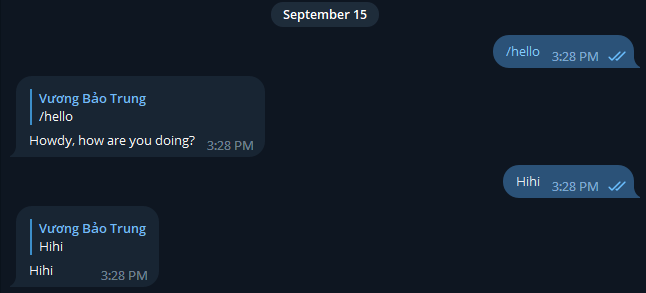 September 15
/hello 3:28 PM
Vương Bảo Trung
/hello
Howdy, how are you doing? 3:28 PM
Hihi 3:28 PM
Vương Bảo Trung
Hihi
Hihi 3:28 PM